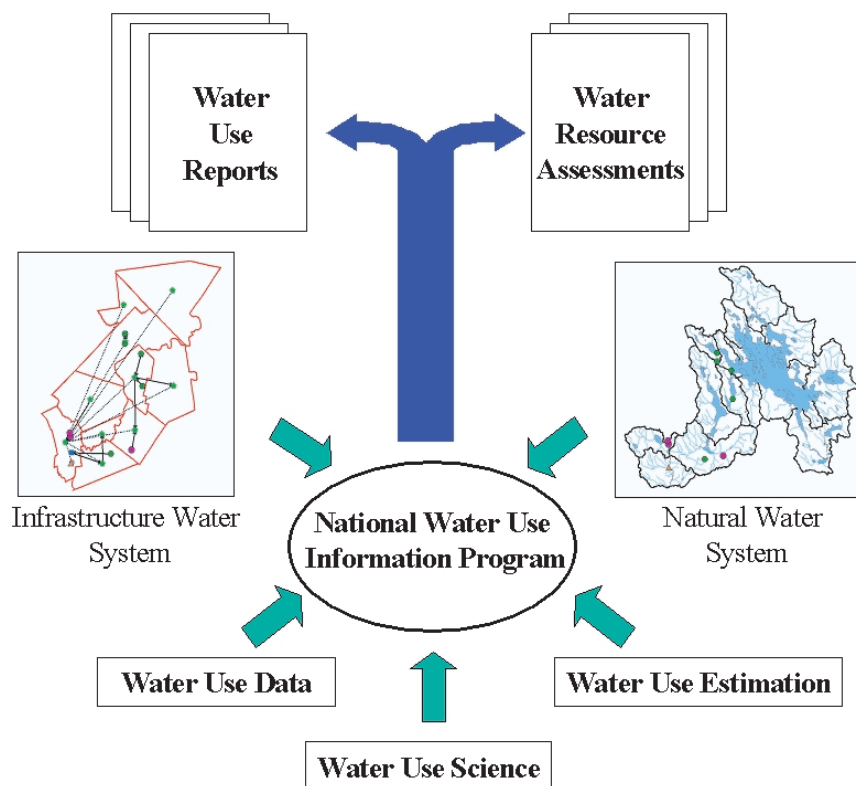 Water
Use
Reports
Water
Resource
Assessments
Infrastructure Water
System
National Water Use
Information Program
Natural Water
System
Water Use Data
Water Use Estimation
Water Use Science